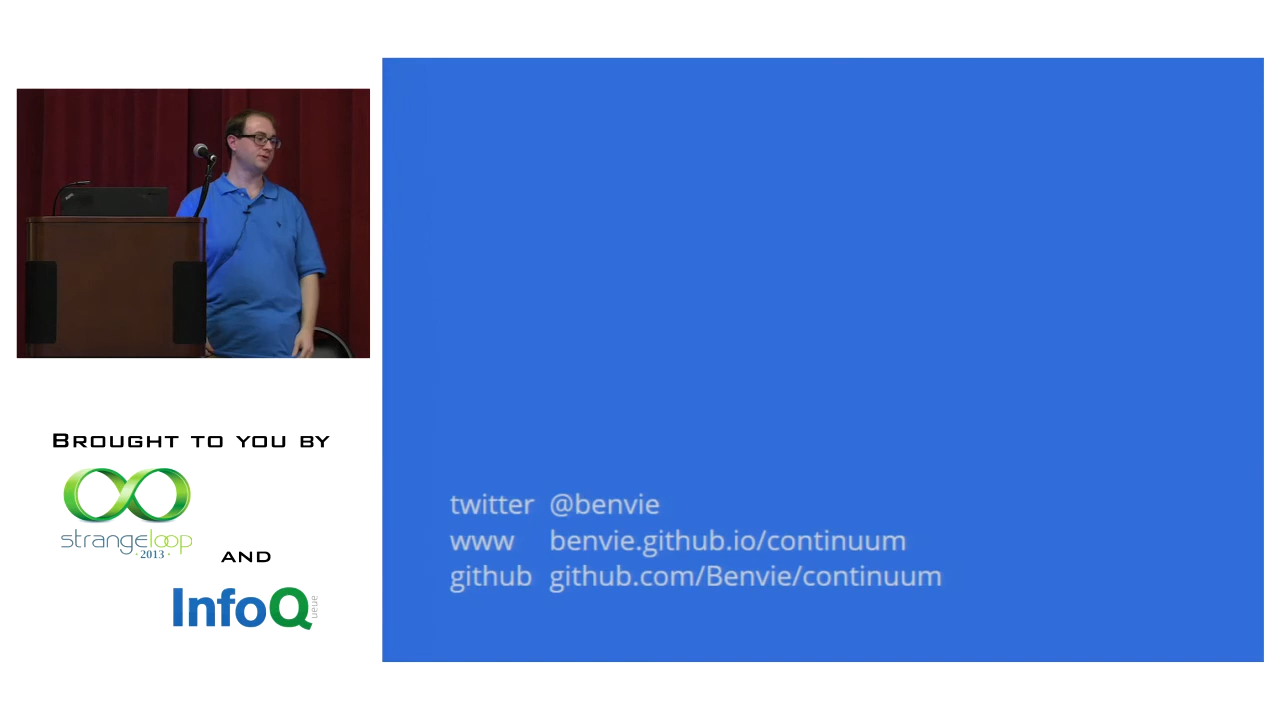 BROUGHT TO YOU BY
strangeloop
· 2013 ·
AND
InfoQ
twitter @benvie
www benvie.github.io/continuum
github github.com/Benvie/continuum